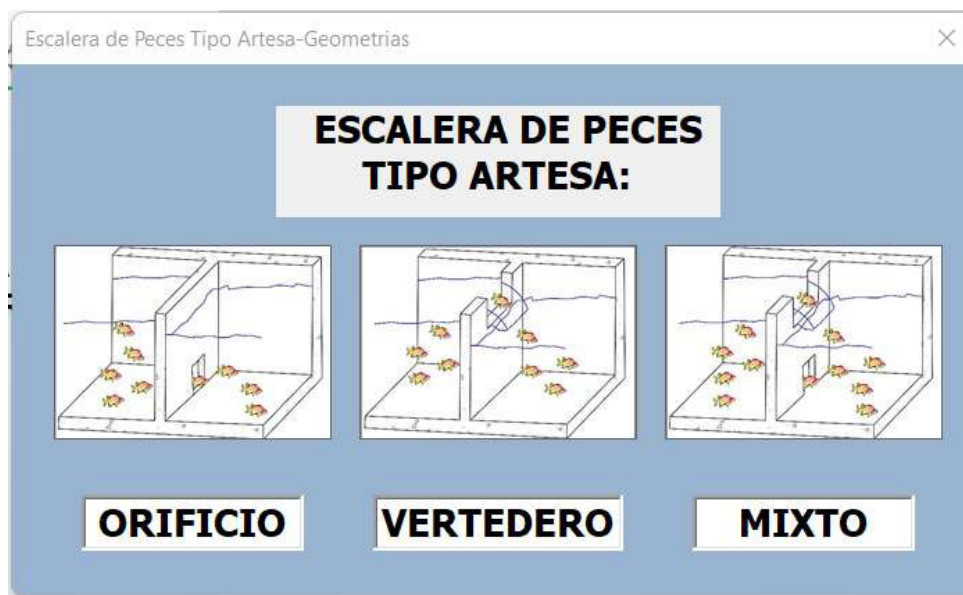 Escalera de Peces Tipo Artesa-Geometrias
ESCALERA DE PECES
TIPO ARTESA:
ORIFICIO
VERTEDERO
MIXTO